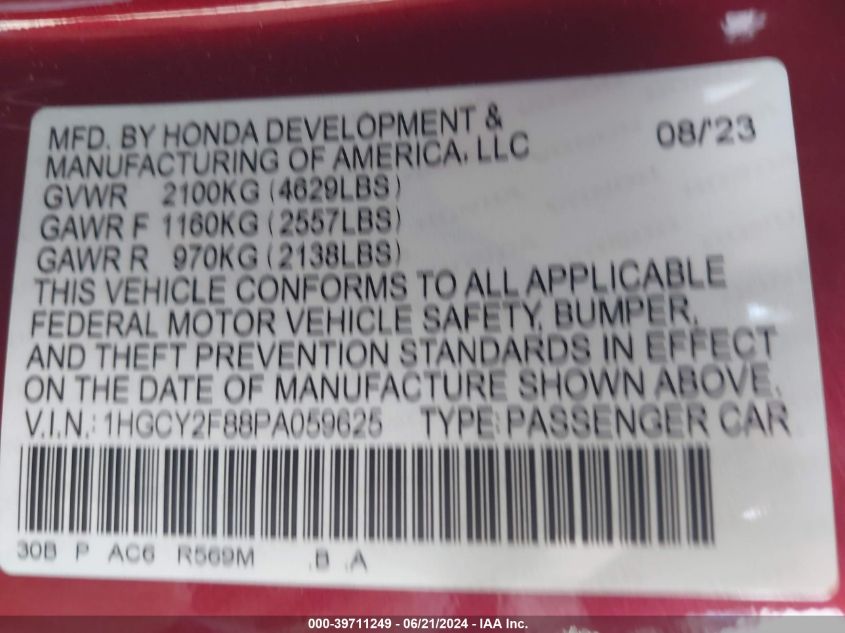 MFD. BY HONDA DEVELOPMENT & 08/'23
MANUFACTURING OF AMERICA, LLC
GVWR 2100KG (4629LBS)
GAWR F 1160KG (2557LBS)
GAWR R 970KG (2138LBS)
THIS VEHICLE CONFORMS TO ALL APPLICABLE
FEDERAL MOTOR VEHICLE SAFETY, BUMPER,
AND THEFT PREVENTION STANDARDS IN EFFECT
ON THE DATE OF MANUFACTURE SHOWN ABOVE.
V.I.N.: 1HGCY2F88PA059625 TYPE: PASSENGER CAR
30B P AC6 R569M .B .A
000-39711249 - 06/21/2024 - IAA Inc.